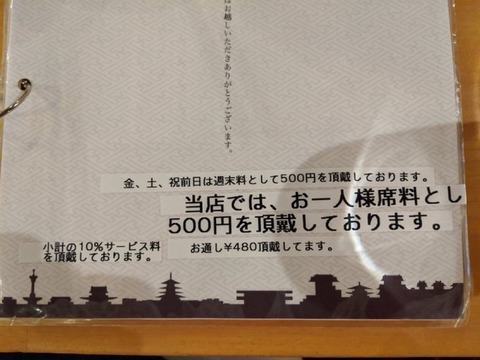 はお越しいただきありがとうございます。
金、土、祝前日は週末料として500円を頂戴しております。
当店では、お一人様席料とし
500円を頂戴しております。
小計の10%サービス料
を頂戴しております。
お通し¥480頂戴してます。